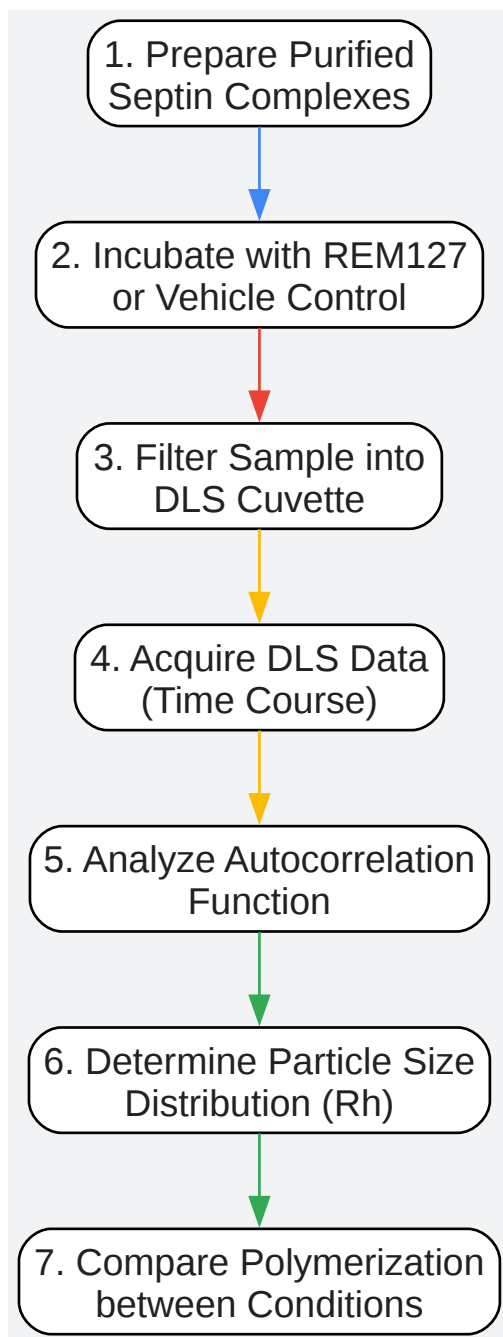 1. Prepare Purified
Septin Complexes
2. Incubate with REM127
or Vehicle Control
3. Filter Sample into
DLS Cuvette
4. Acquire DLS Data
(Time Course)
5. Analyze Autocorrelation
Function
6. Determine Particle Size
Distribution (Rh)
7. Compare Polymerization
between Conditions